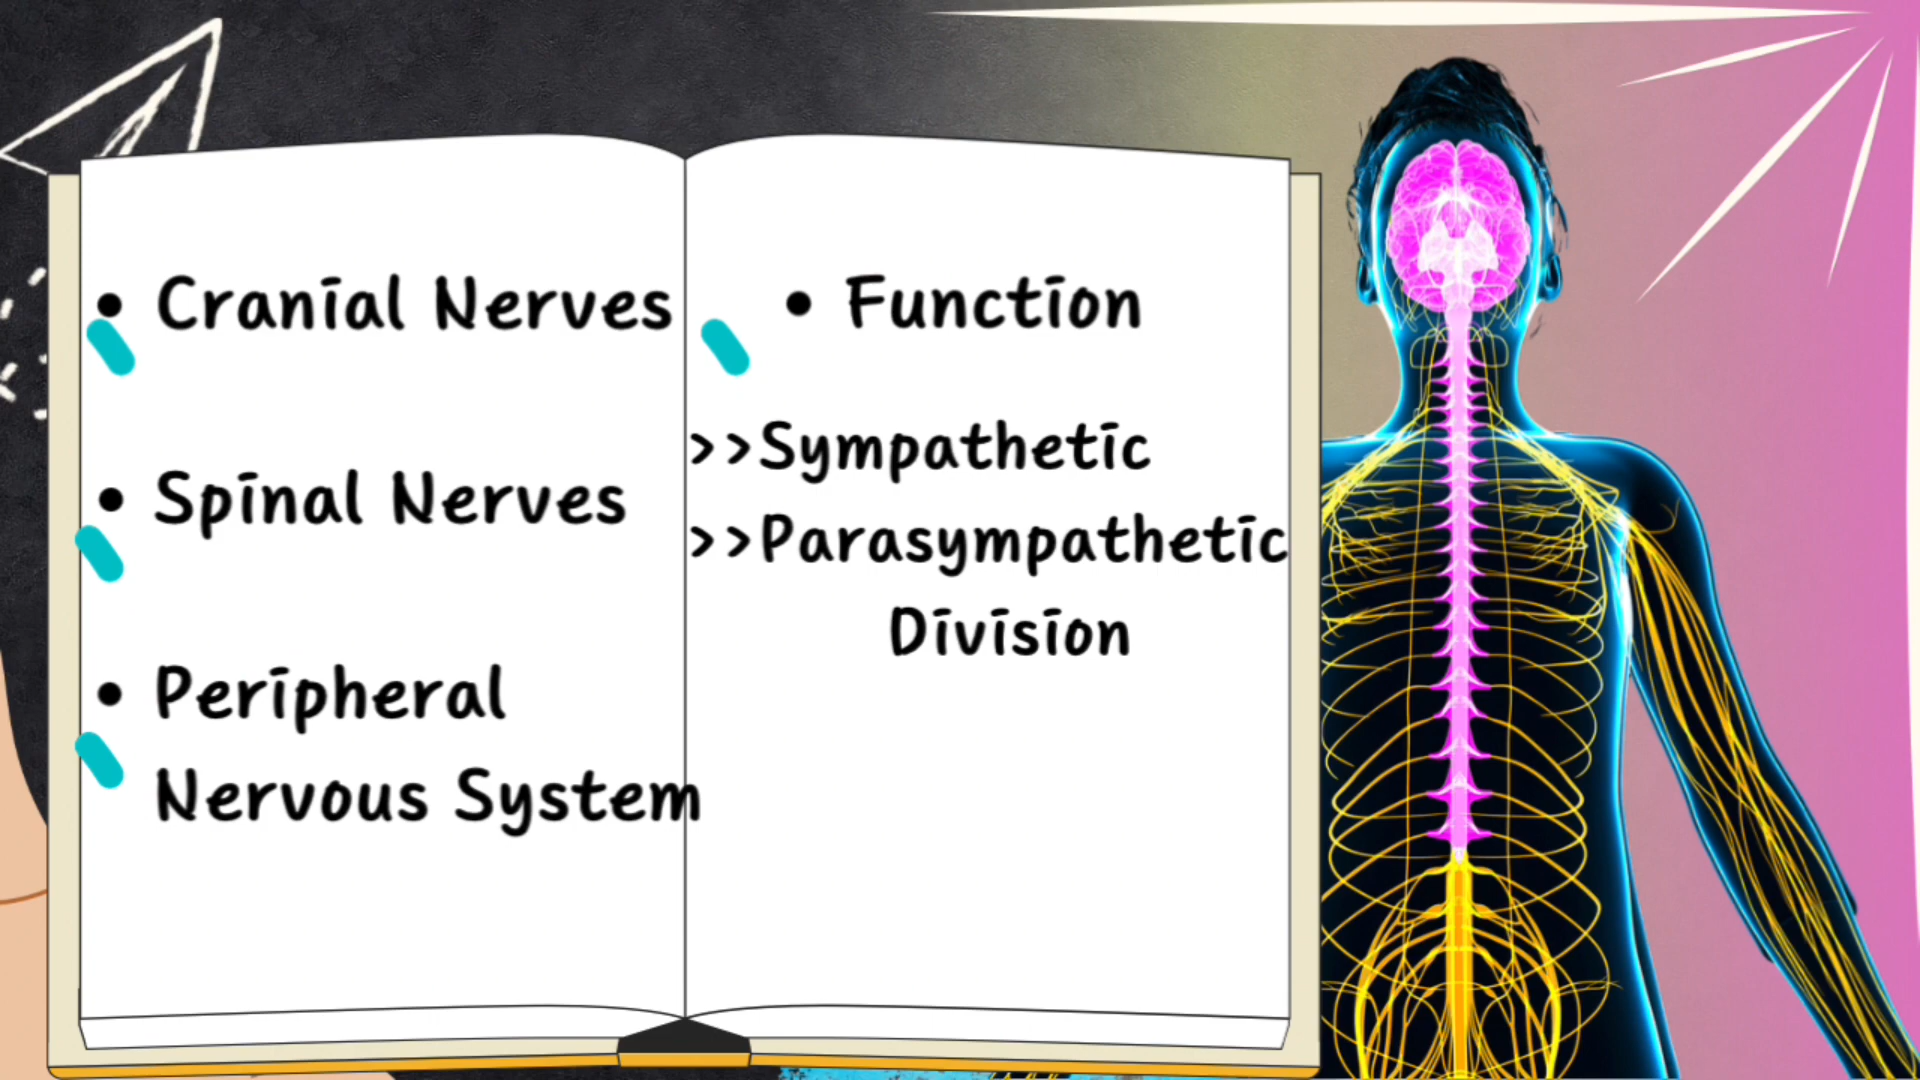 • Cranial Nerves
• Spinal Nerves
• Peripheral
Nervous System
• Function
>>Sympathetic
>>Parasympathetic
Division